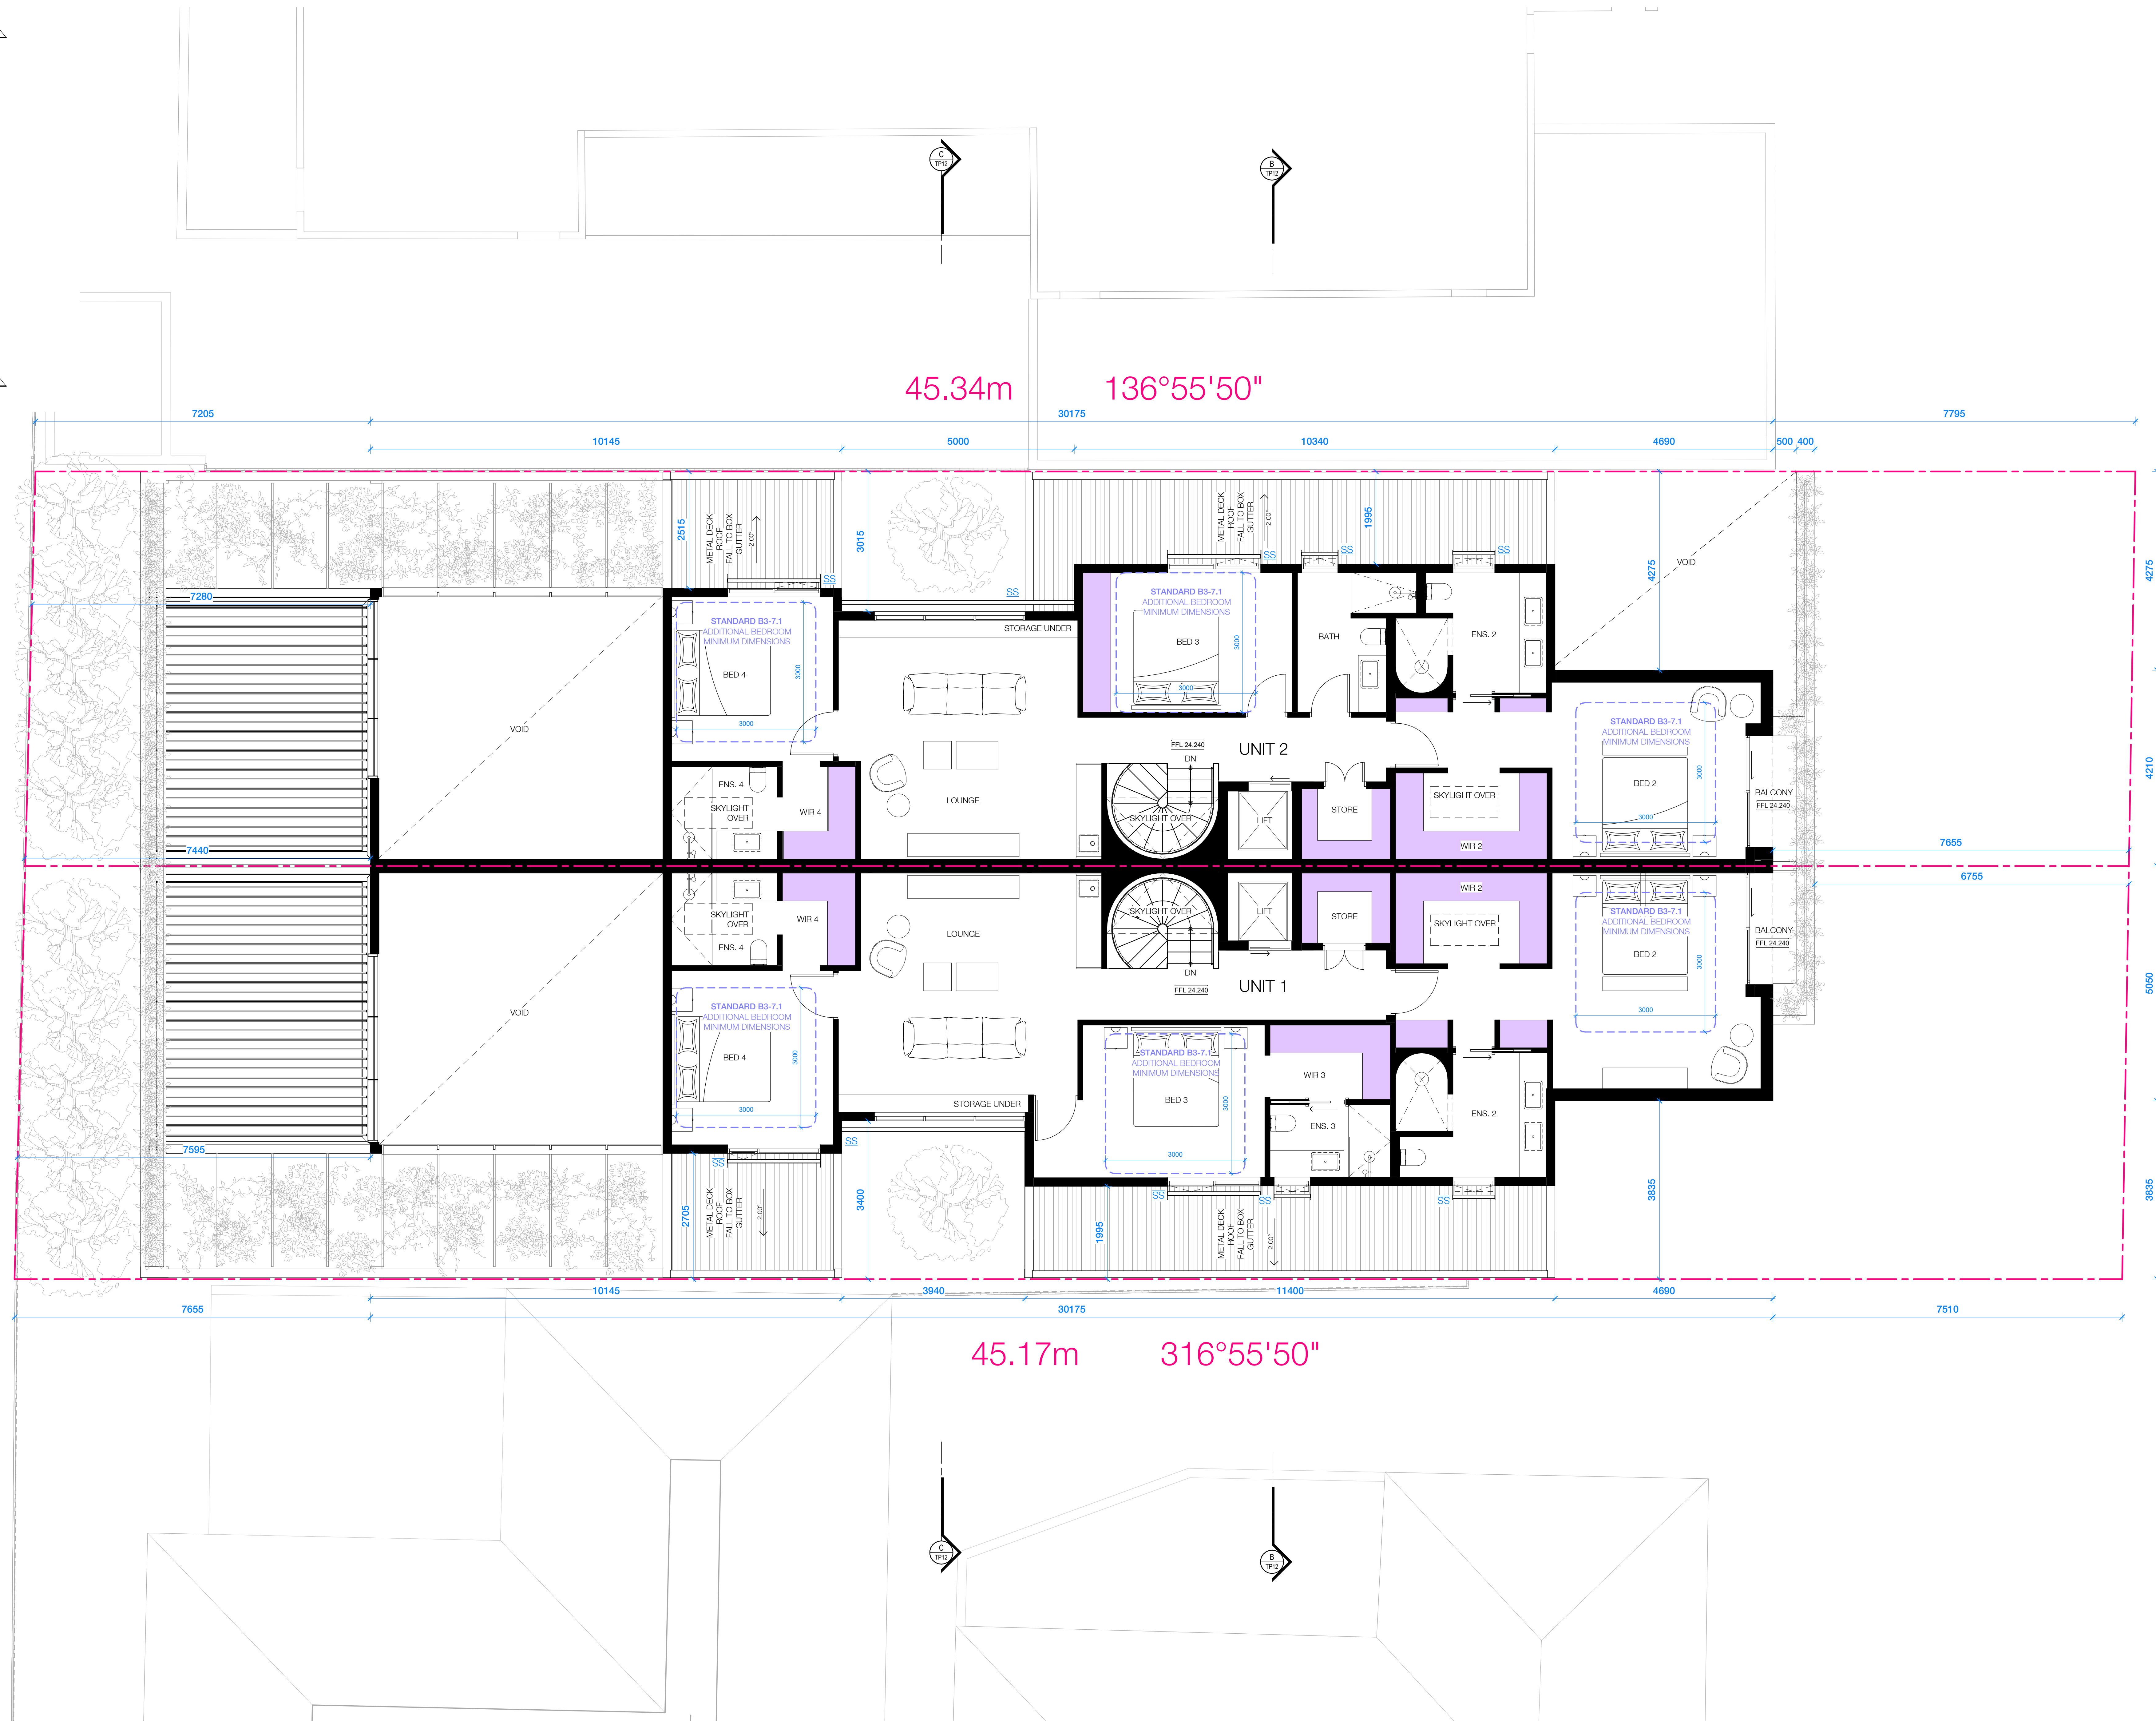 C
TP12
B
TP12
45.34m 136°55'50"
7205 30175 7795
10145 5000 10340 4690 500 400
2515
METAL DECK
ROOF
FALL TO BOX
GUTTER
2.00°
3015
METAL DECK
ROOF
FALL TO BOX
GUTTER
2.00°
1995
4275
VOID
4275
SS
SS
SS
SS
SS
7280
STANDARD B3-7.1
ADDITIONAL BEDROOM
MINIMUM DIMENSIONS
3000
BED 4
3000
STORAGE UNDER
STANDARD B3-7.1
ADDITIONAL BEDROOM
MINIMUM DIMENSIONS
BED 3
3000
3000
BATH
ENS. 2
VOID
STANDARD B3-7.1
ADDITIONAL BEDROOM
MINIMUM DIMENSIONS
3000
BED 2
3000
BALCONY
FFL 24.240
4210
FFL 24.240
UNIT 2
DN
ENS. 4
SKYLIGHT
OVER
WIR 4
LOUNGE
SKYLIGHT OVER
LIFT
STORE
SKYLIGHT OVER
WIR 2
7440
7655
6755
SKYLIGHT
OVER
ENS. 4
WIR 4
LOUNGE
SKYLIGHT OVER
LIFT
STORE
WIR 2
SKYLIGHT OVER
STANDARD B3-7.1
ADDITIONAL BEDROOM
MINIMUM DIMENSIONS
BED 2
3000
3000
BALCONY
FFL 24.240
5050
DN
FFL 24.240
UNIT 1
VOID
STANDARD B3-7.1
ADDITIONAL BEDROOM
MINIMUM DIMENSIONS
BED 4
3000
3000
STORAGE UNDER
STANDARD B3-7.1
ADDITIONAL BEDROOM
MINIMUM DIMENSIONS
BED 3
3000
3000
WIR 3
ENS. 3
ENS. 2
7595
SS
SS
SS
SS
SS
2705
METAL DECK
ROOF
FALL TO BOX
GUTTER
2.00°
3400
1995
METAL DECK
ROOF
FALL TO BOX
GUTTER
2.00°
3835
3835
10145 3940 11400 4690
7655 30175 7510
45.17m 316°55'50"
C
TP12
B
TP12